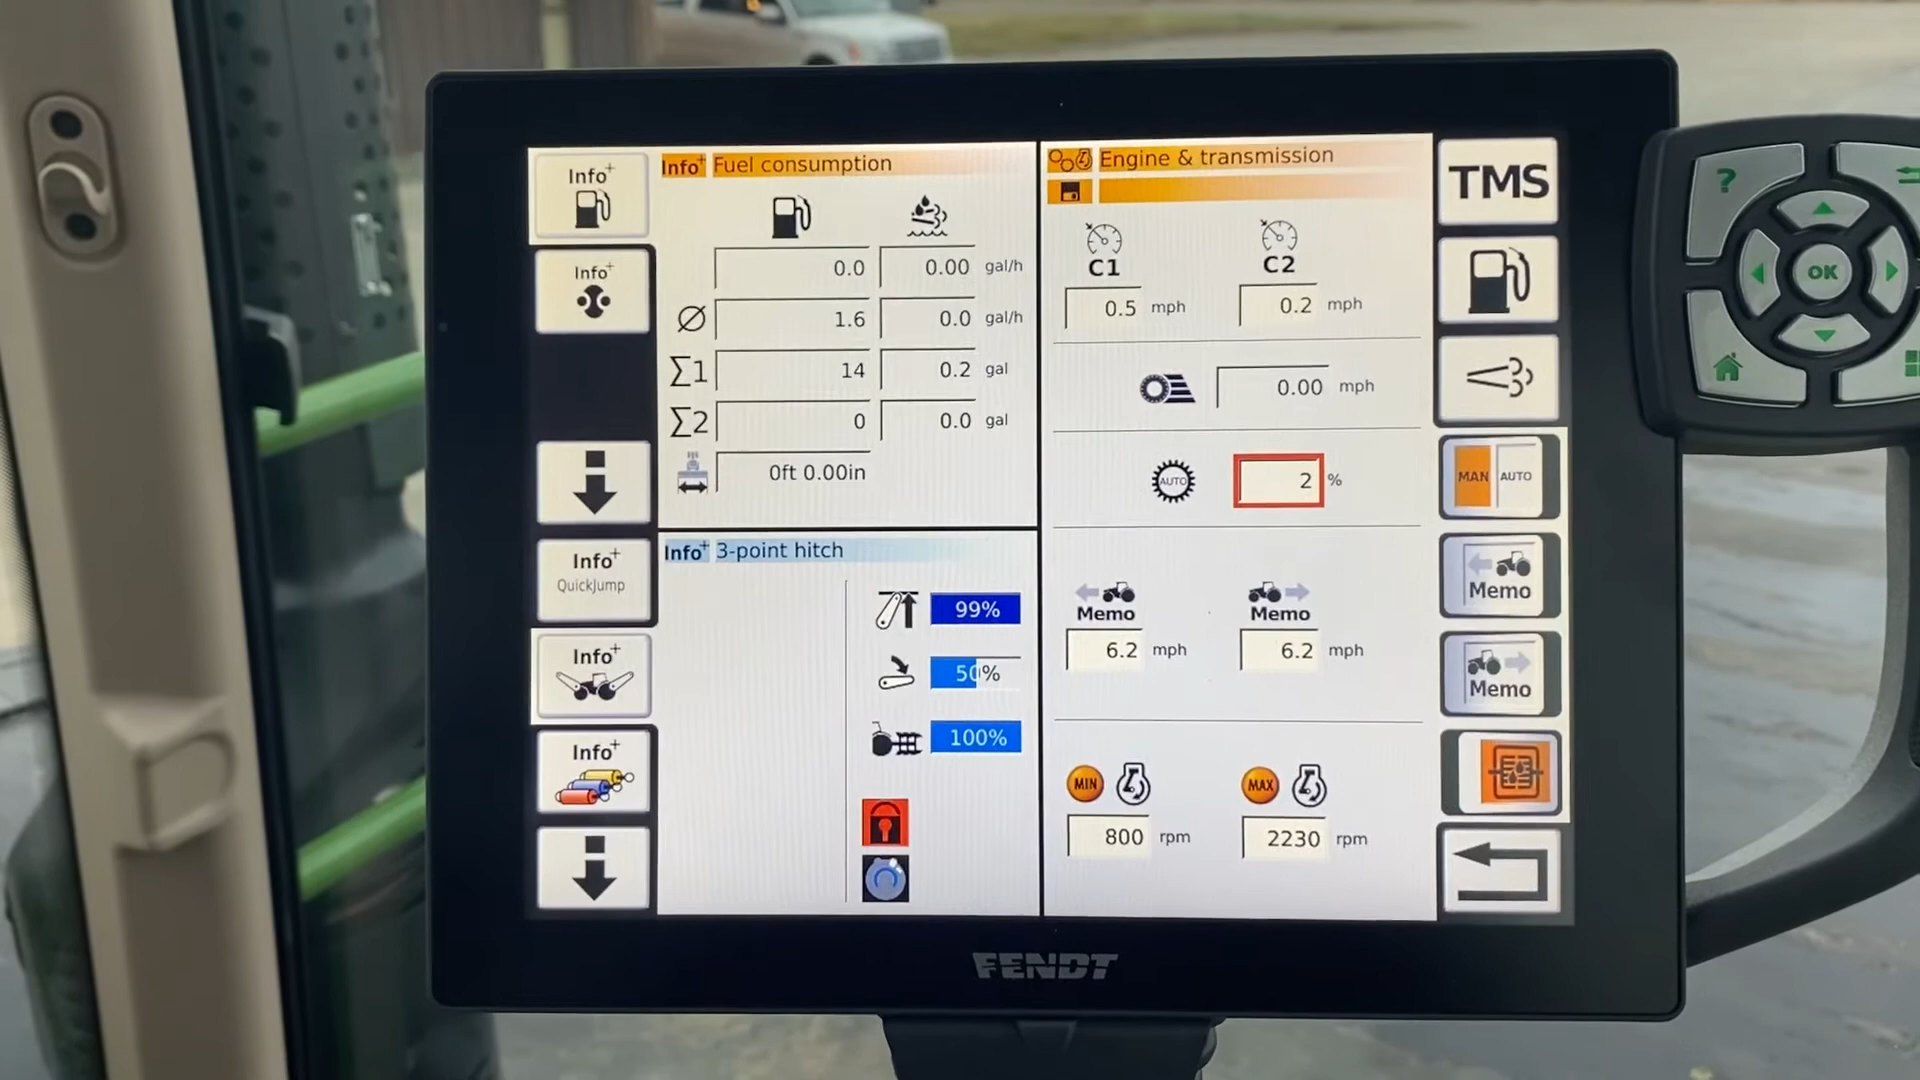 Info+
Info+
Info+
QuickJump
Info+
Info+
Info+ Fuel consumption
0.0 0.00 gal/h
Ø 1.6 0.0 gal/h
∑1 14 0.2 gal
∑2 0 0.0 gal
0ft 0.00in
Info+ 3-point hitch
99%
50%
100%
Engine & transmission
C1 C2
0.5 mph 0.2 mph
0.00 mph
AUTO 2 %
Memo Memo
6.2 mph 6.2 mph
MIN MAX
800 rpm 2230 rpm
TMS
MAN AUTO
Memo
Memo
FENDT
?
OK